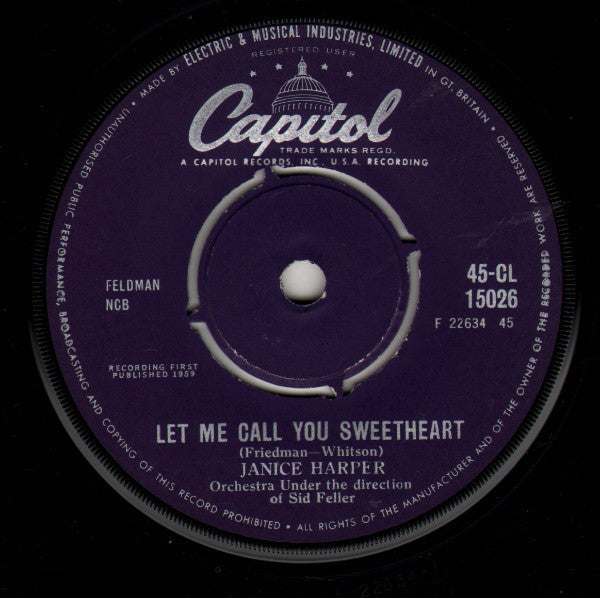 MADE BY ELECTRIC & MUSICAL INDUSTRIES, LIMITED IN GT. BRITAIN • ALL RIGHTS OF THE MANUFACTURER AND OF THE OWNER OF THE RECORDED WORK ARE RESERVED
UNAUTHORISED PUBLIC PERFORMANCE, BROADCASTING AND COPYING OF THIS RECORD PROHIBITED •
REGISTERED USER
Capitol
TRADE MARKS REGD.
A CAPITOL RECORDS, INC., U.S.A. RECORDING
FELDMAN
NCB
45-CL
15026
F 22634 45
RECORDING FIRST
PUBLISHED 1959
LET ME CALL YOU SWEETHEART
(Friedman—Whitson)
JANICE HARPER
Orchestra Under the direction
of Sid Feller